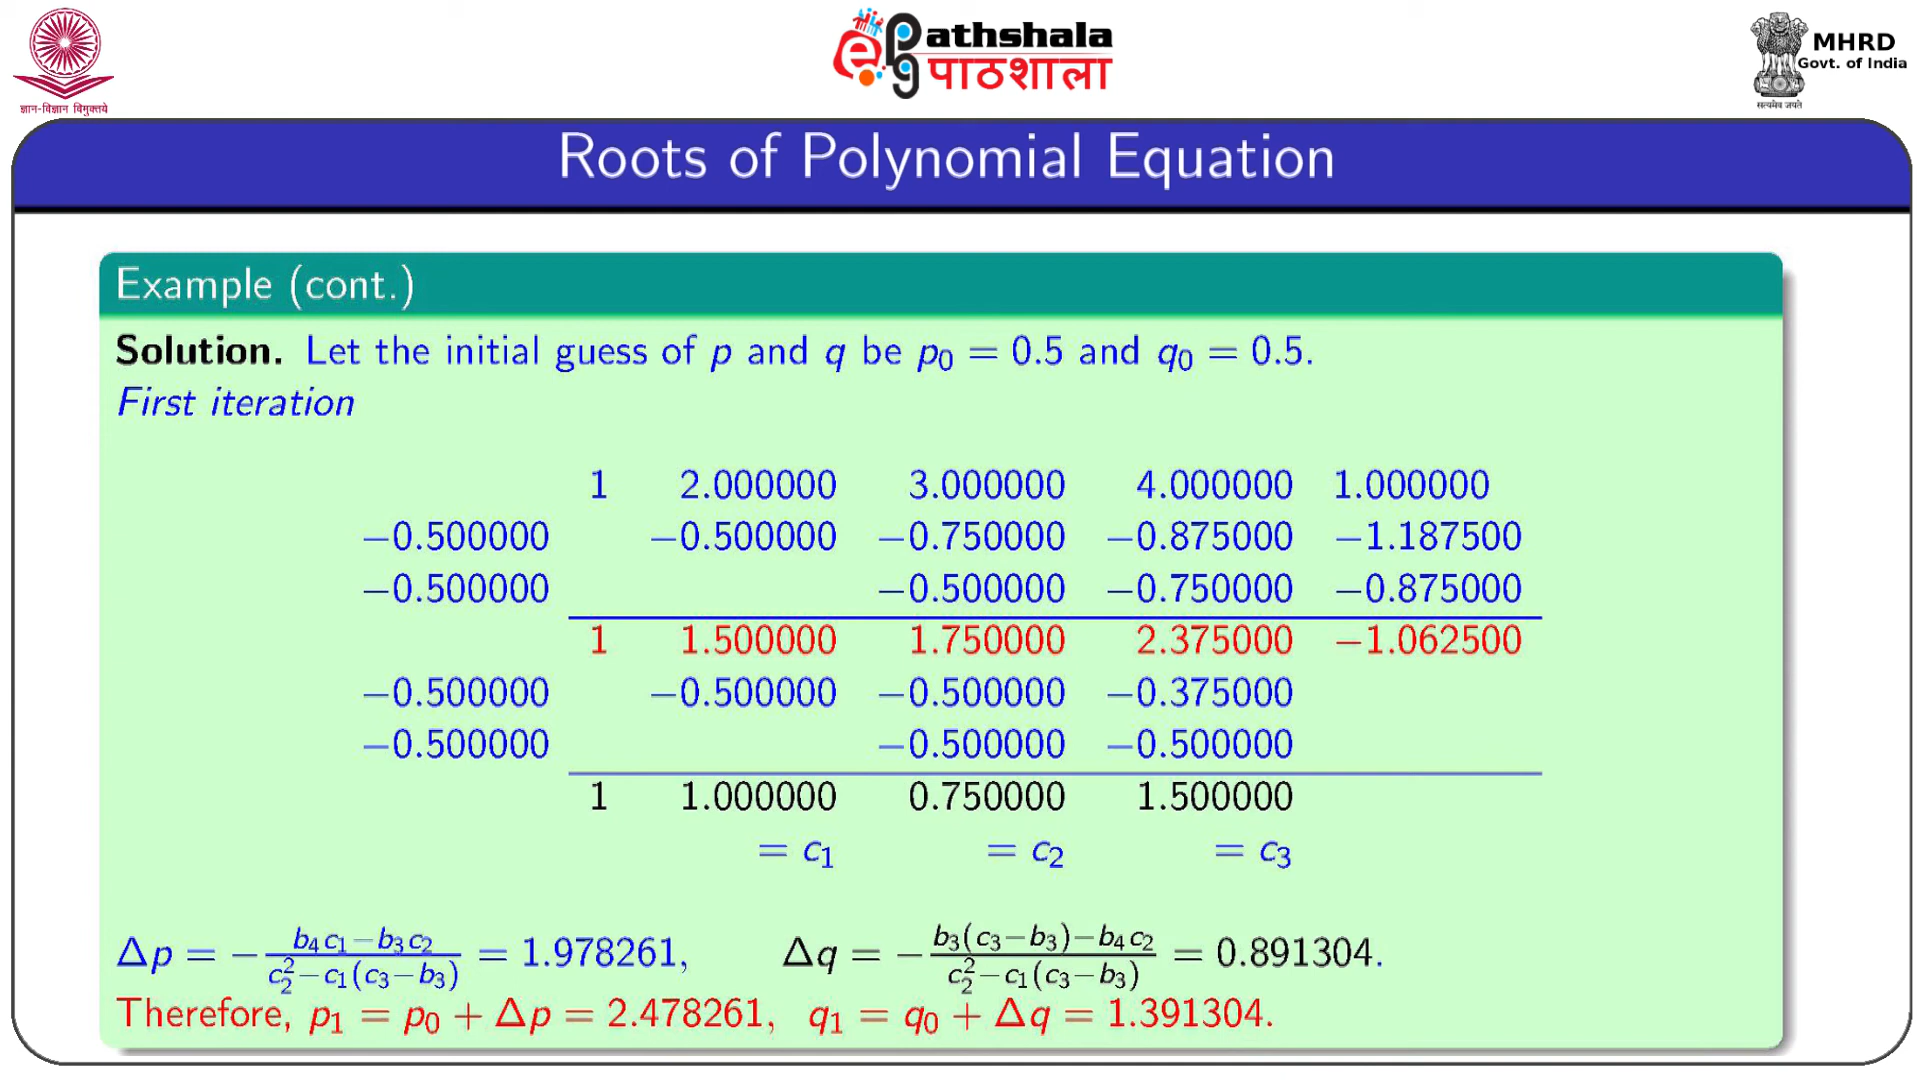 ज्ञान-विज्ञान विमुक्तये
ePG athshala
पाठशाला
MHRD
Govt. of India
सत्यमेव जयते
Roots of Polynomial Equation
Example (cont.)
Solution. Let the initial guess of p and q be p₀ = 0.5 and q₀ = 0.5.
First iteration
1 2.000000 3.000000 4.000000 1.000000
−0.500000 −0.500000 −0.750000 −0.875000 −1.187500
−0.500000 −0.500000 −0.750000 −0.875000
1 1.500000 1.750000 2.375000 −1.062500
−0.500000 −0.500000 −0.500000 −0.375000
−0.500000 −0.500000 −0.500000
1 1.000000 0.750000 1.500000
= c₁ = c₂ = c₃
Δp = −(b₄c₁−b₃c₂)/(c₂²−c₁(c₃−b₃)) = 1.978261, Δq = −(b₃(c₃−b₃)−b₄c₂)/(c₂²−c₁(c₃−b₃)) = 0.891304.
Therefore, p₁ = p₀ + Δp = 2.478261, q₁ = q₀ + Δq = 1.391304.